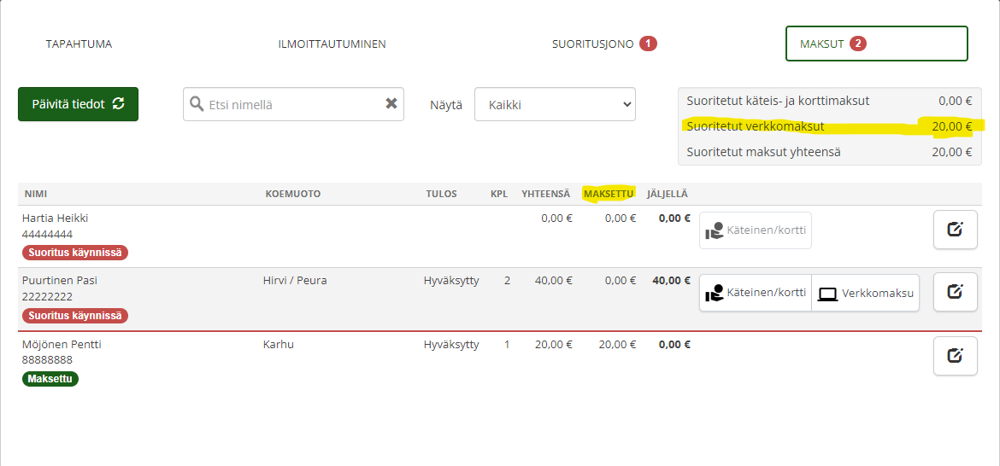 TAPAHTUMA ILMOITTAUTUMINEN SUORITUSJONO 1 MAKSUT 2
Päivitä tiedot Etsi nimellä Näytä Kaikki
Suoritetut käteis- ja korttimaksut 0,00 €
Suoritetut verkkomaksut 20,00 €
Suoritetut maksut yhteensä 20,00 €
NIMI KOEMUOTO TULOS KPL YHTEENSÄ MAKSETTU JÄLJELLÄ
Hartia Heikki 0,00 € 0,00 € 0,00 € Käteinen/kortti
44444444
Suoritus käynnissä
Puurtinen Pasi Hirvi / Peura Hyväksytty 2 40,00 € 0,00 € 40,00 € Käteinen/kortti Verkkomaksu
22222222
Suoritus käynnissä
Möjönen Pentti Karhu Hyväksytty 1 20,00 € 20,00 € 0,00 €
88888888
Maksettu